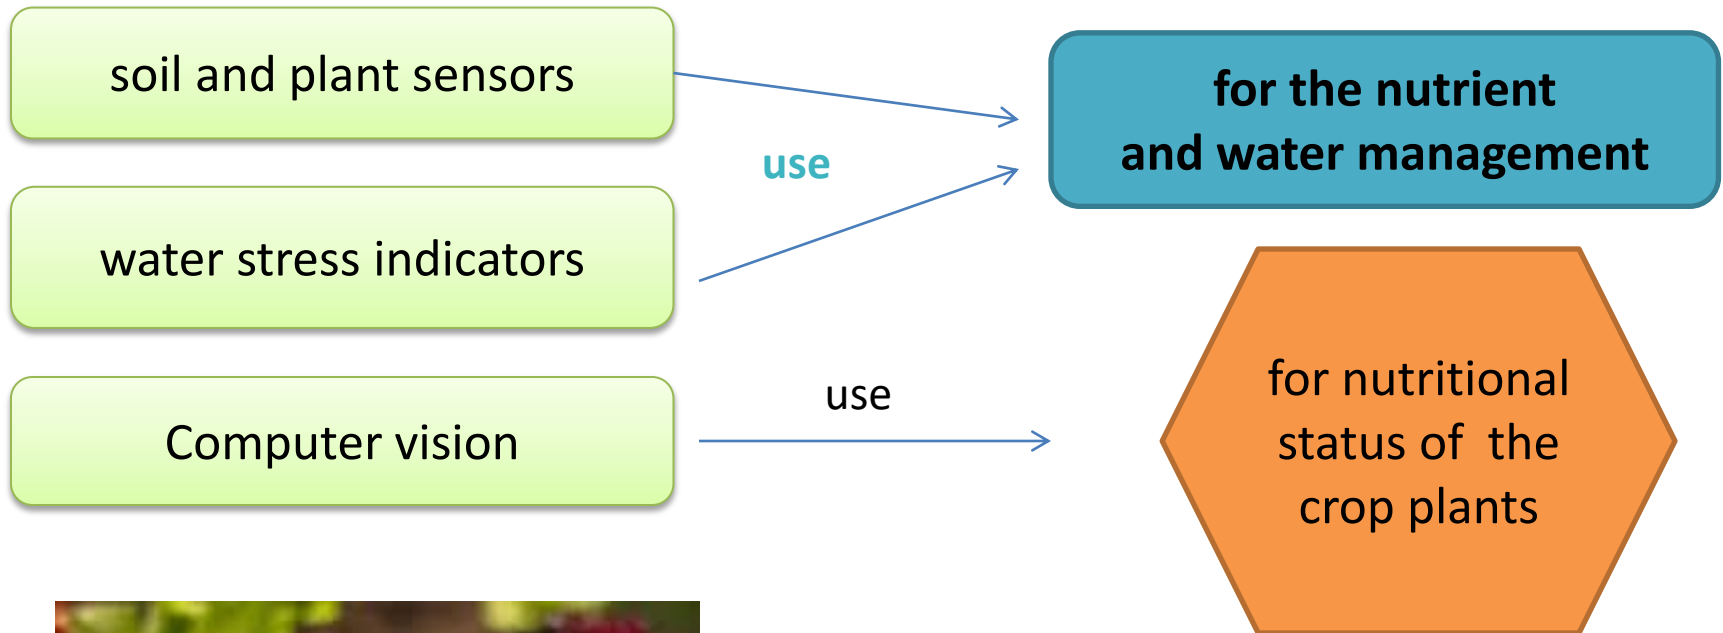 soil and plant sensors
use
for the nutrient
and water management
water stress indicators
Computer vision
use
for nutritional
status of  the
crop plants